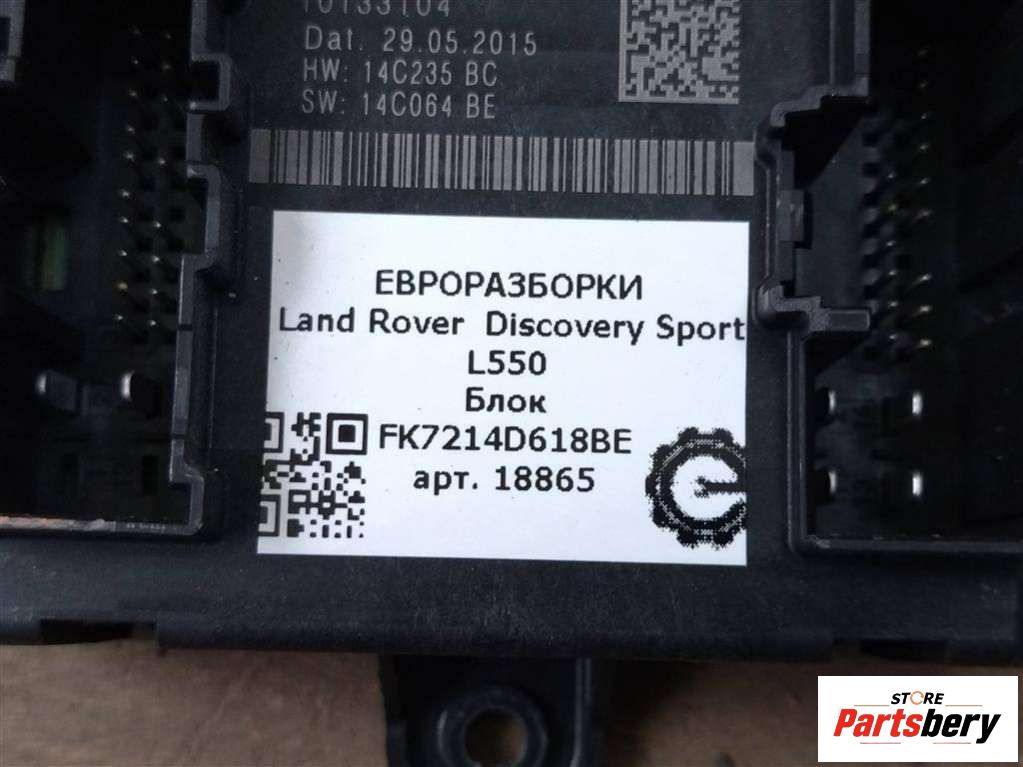 10133104
Dat. 29.05.2015
HW: 14C235 BC
SW: 14C064 BE
ЕВРОРАЗБОРКИ
Land Rover Discovery Sport
L550
Блок
FK7214D618BE
арт. 18865
STORE
Partsbery